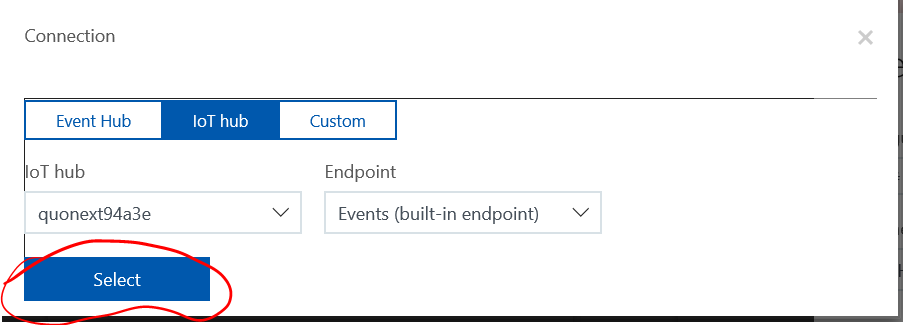 Connection
Event Hub IoT hub Custom
IoT hub Endpoint
quonext94a3e Events (built-in endpoint)
Select